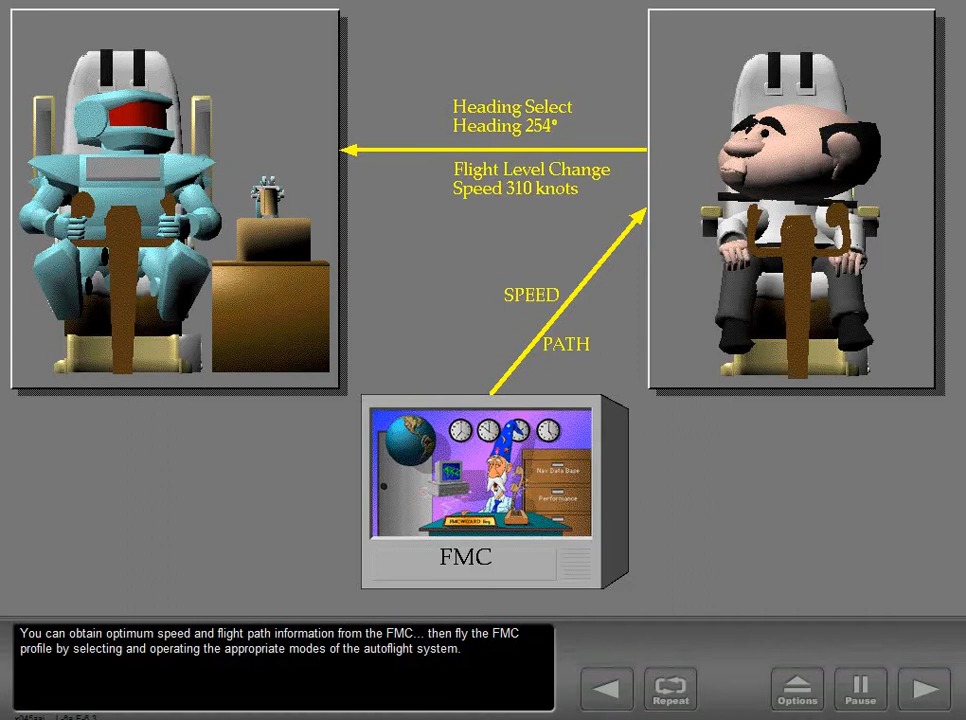 Heading Select
Heading 254°
Flight Level Change
Speed 310 knots
SPEED
PATH
Nav Data Base
Performance
FMC WIZARD
FMC
You can obtain optimum speed and flight path information from the FMC... then fly the FMC
profile by selecting and operating the appropriate modes of the autoflight system.
Repeat
Options
Pause